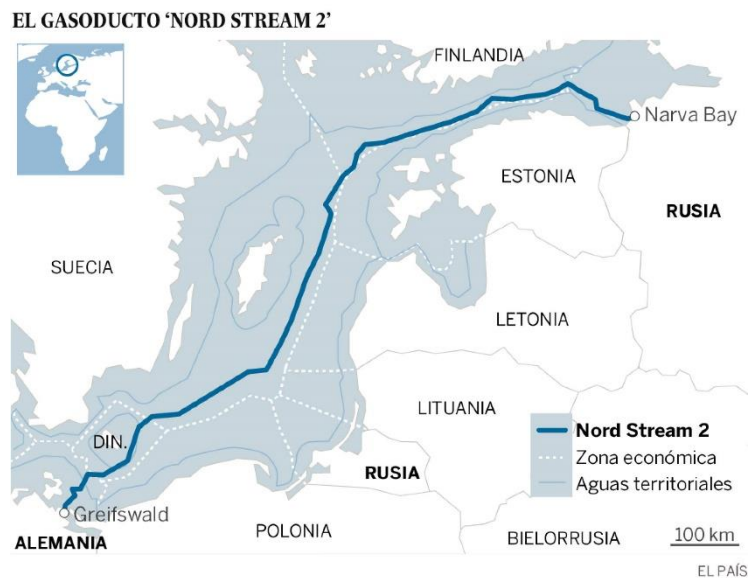 EL GASODUCTO ‘NORD STREAM 2’
FINLANDIA
Narva Bay
ESTONIA
RUSIA
SUECIA
LETONIA
LITUANIA
DIN.
RUSIA
Nord Stream 2
Zona económica
Aguas territoriales
Greifswald
ALEMANIA
POLONIA
BIELORRUSIA
100 km
EL PAÍS